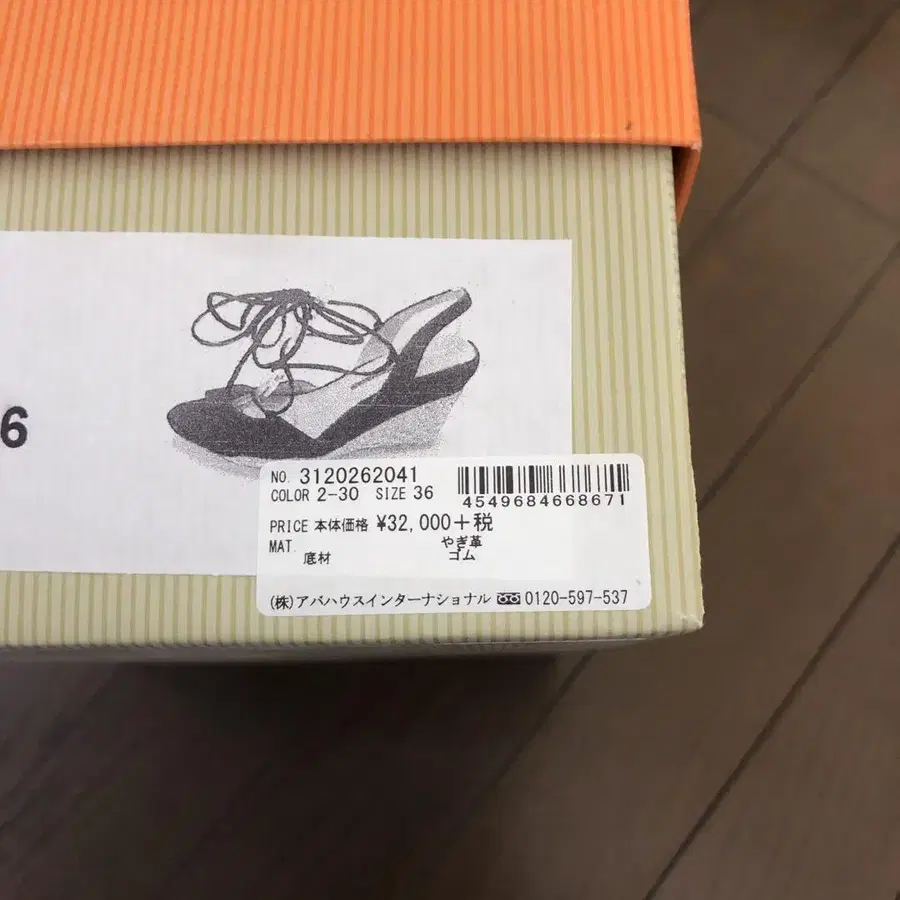 6
NO. 3120262041
COLOR 2-30 SIZE 36
4549684668671
PRICE 本体価格 ¥32,000+税
MAT. やぎ革
底材 ゴム
(株)アバハウスインターナショナル 0120-597-537